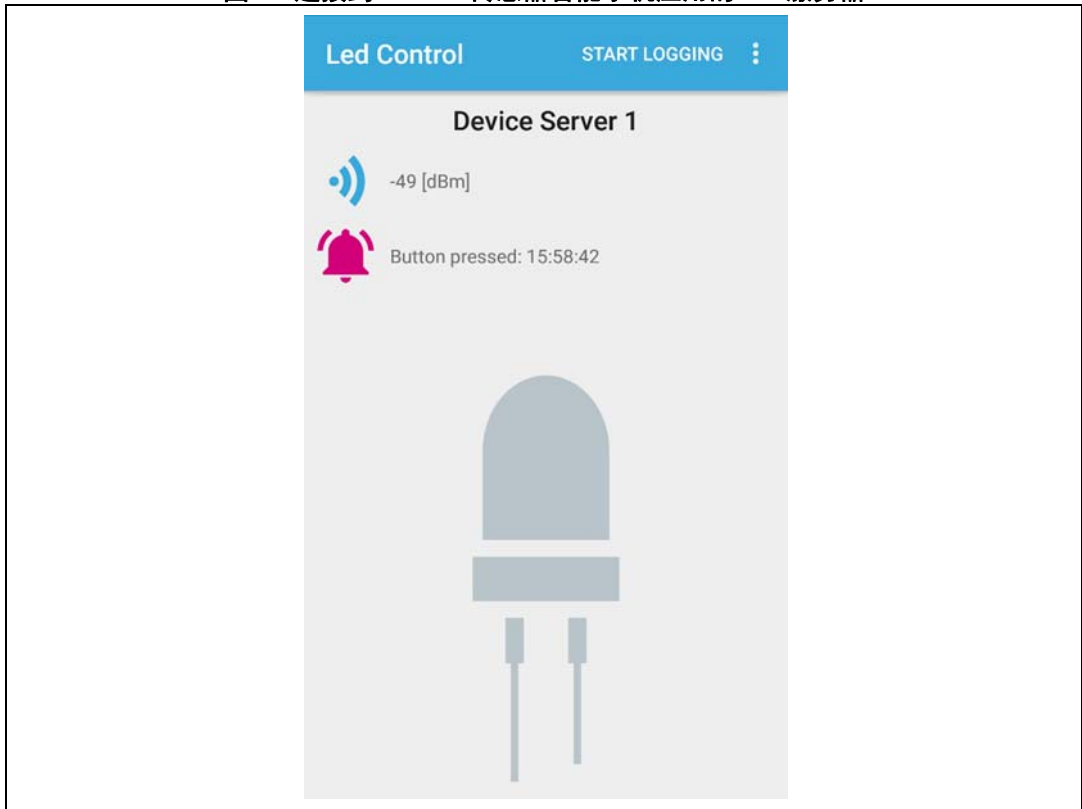 Led Control START LOGGING
Device Server 1
-49 [dBm]
Button pressed: 15:58:42